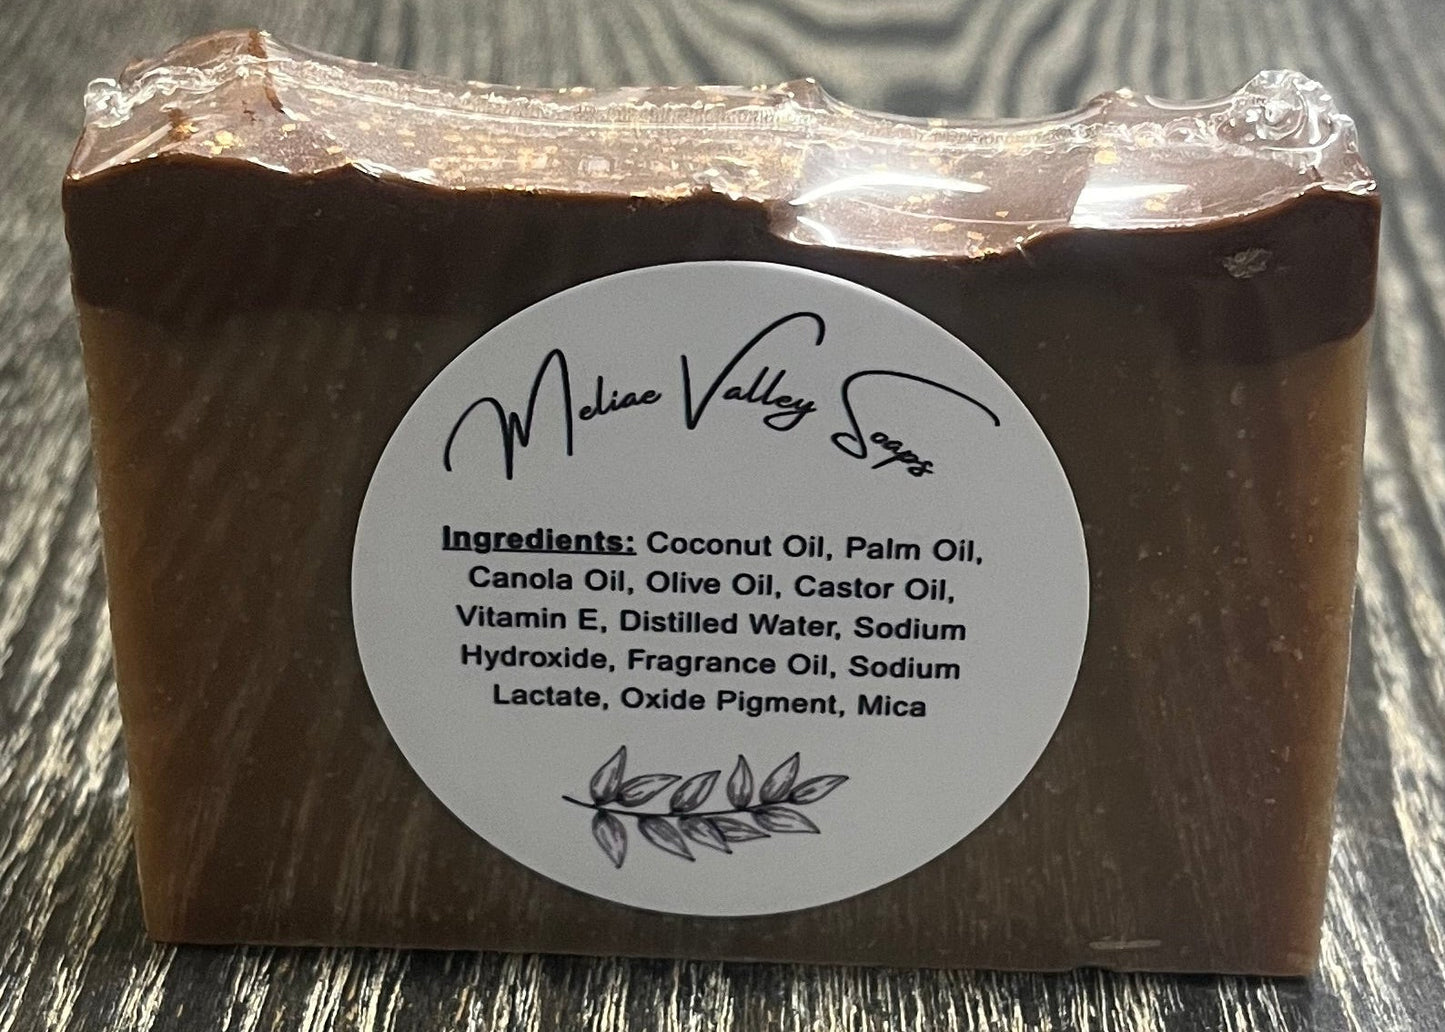 Meliae Valley Soaps
Ingredients: Coconut Oil, Palm Oil,
Canola Oil, Olive Oil, Castor Oil,
Vitamin E, Distilled Water, Sodium
Hydroxide, Fragrance Oil, Sodium
Lactate, Oxide Pigment, Mica